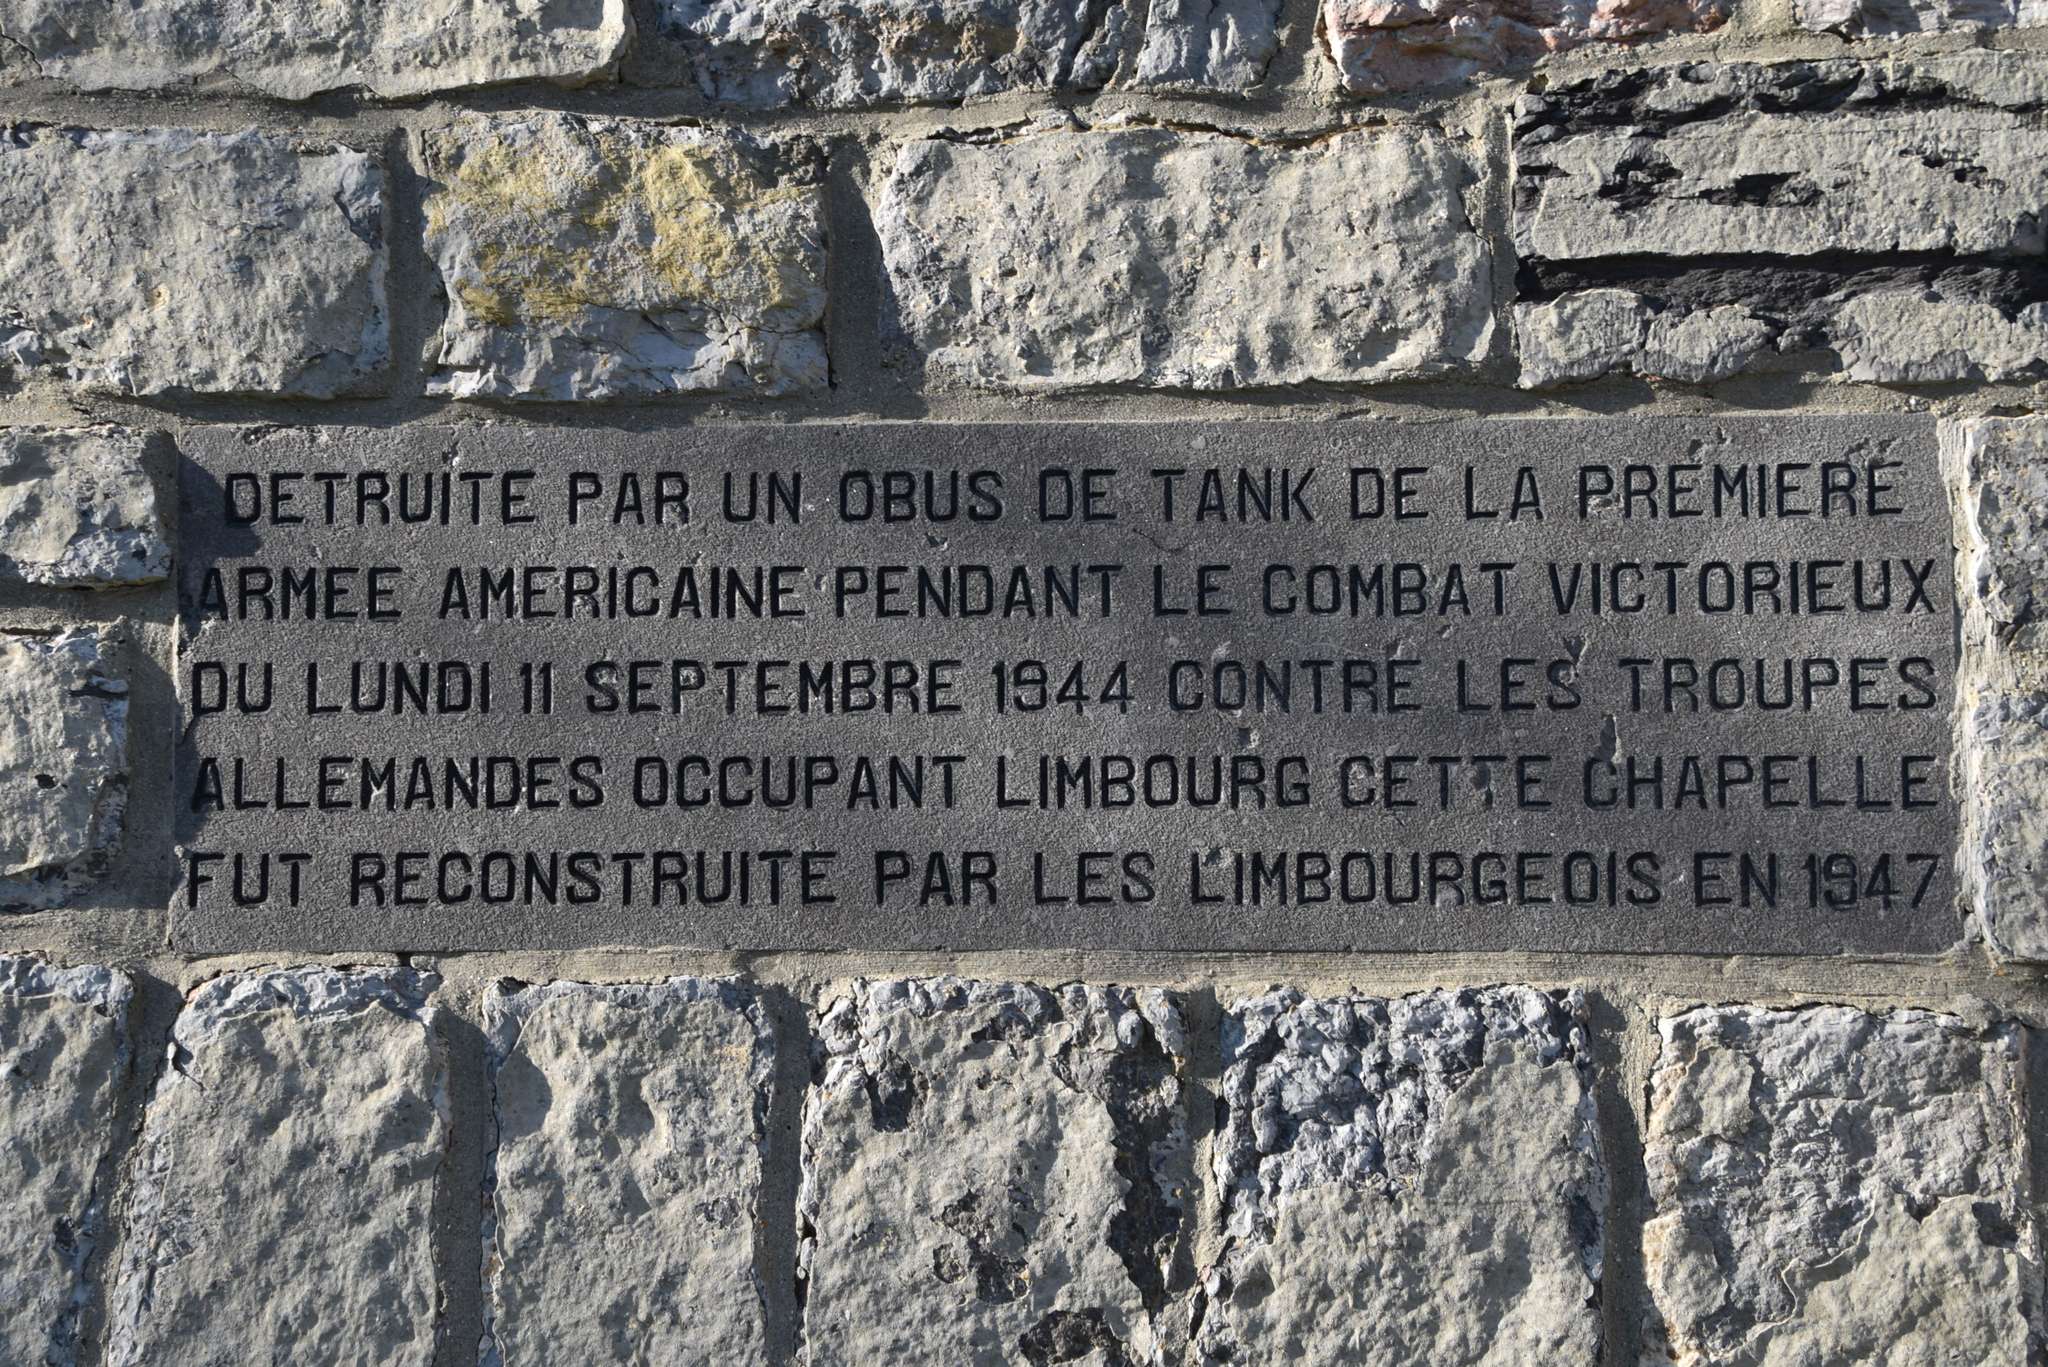 DETRUITE PAR UN OBUS DE TANK DE LA PREMIERE
ARMEE AMERICAINE PENDANT LE COMBAT VICTORIEUX
DU LUNDI 11 SEPTEMBRE 1944 CONTRE LES TROUPES
ALLEMANDES OCCUPANT LIMBOURG CETTE CHAPELLE
FUT RECONSTRUITE PAR LES LIMBOURGEOIS EN 1947